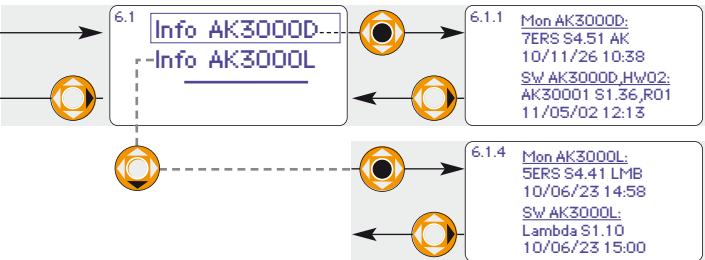 6.1
Info AK3000D
Info AK3000L
6.1.1
Mon AK3000D:
7ERS S4.51 AK
10/11/26 10:38
SW AK3000D,HW02:
AK30001 S1.36,R01
11/05/02 12:13
6.1.4
Mon AK3000L:
5ERS S4.41 LMB
10/06/23 14:58
SW AK3000L:
Lambda S1.10
10/06/23 15:00